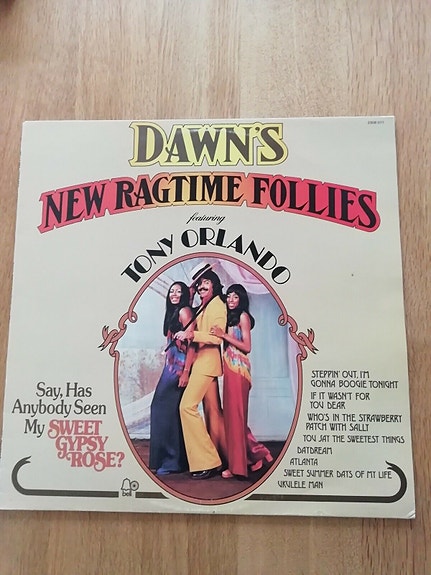 DAWN'S
NEW RAGTIME FOLLIES
featuring
TONY ORLANDO
Say, Has
Anybody Seen
My SWEET
GYPSY
ROSE?
STEPPIN' OUT, I'M
GONNA BOOGIE TONIGHT
IF IT WASN'T FOR
YOU DEAR
WHO'S IN THE STRAWBERRY
PATCH WITH SALLY
YOU SAY THE SWEETEST THINGS
DAYDREAM
ATLANTA
SWEET SUMMER DAYS OF MY LIFE
UKULELE MAN
bell